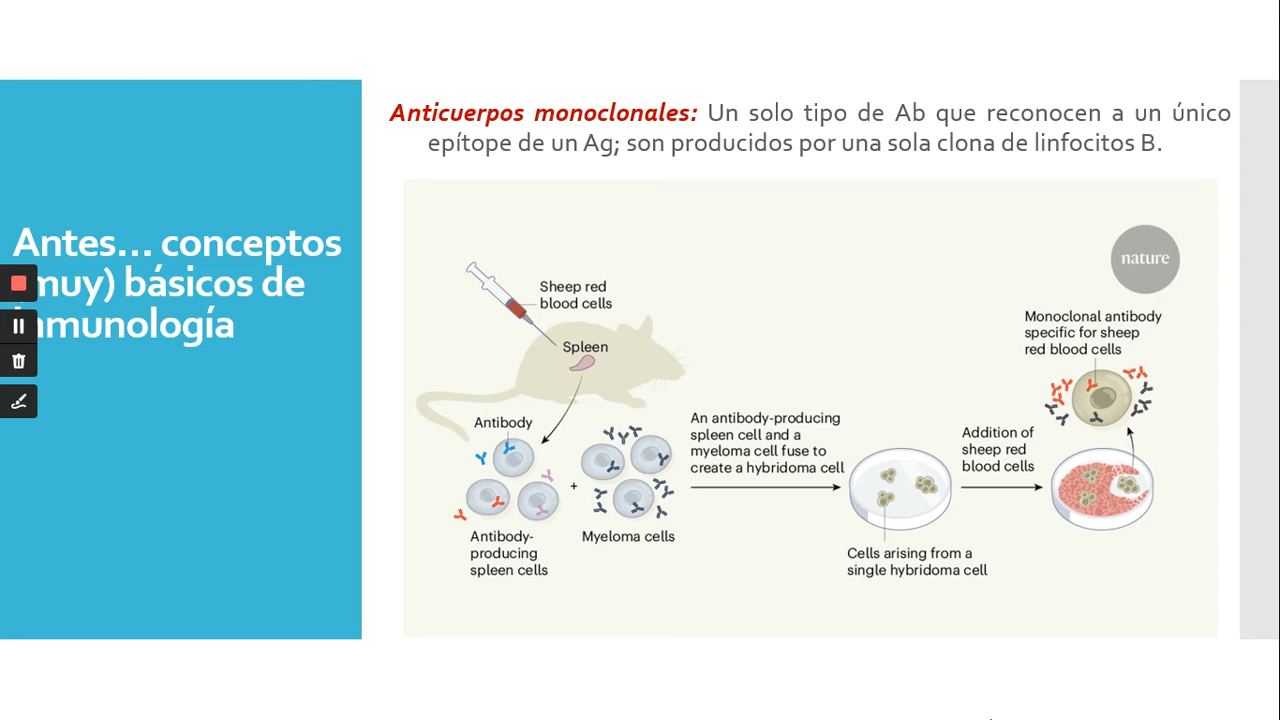 Anticuerpos monoclonales: Un solo tipo de Ab que reconocen a un único
epítope de un Ag; son producidos por una sola clona de linfocitos B.
Antes... conceptos
muy) básicos de
nmunología
nature
Sheep red
blood cells
Spleen
Antibody
Antibody-
producing
spleen cells
+
Myeloma cells
An antibody-producing
spleen cell and a
myeloma cell fuse to
create a hybridoma cell
Cells arising from a
single hybridoma cell
Addition of
sheep red
blood cells
Monoclonal antibody
specific for sheep
red blood cells